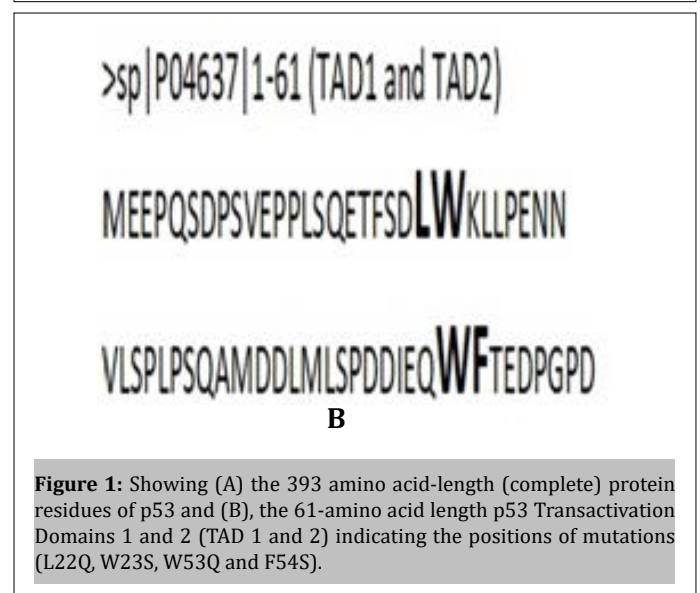 >sp|P04637|1-61 (TAD1 and TAD2)
MEEPQSDPSVEPPLSQETFSDLWKLLPENN
VLSPLPSQAMDDLMLSPDDIEQWFTEDPGPD
B
Figure 1: Showing (A) the 393 amino acid-length (complete) protein
residues of p53 and (B), the 61-amino acid length p53 Transactivation
Domains 1 and 2 (TAD 1 and 2) indicating the positions of mutations
(L22Q, W23S, W53Q and F54S).